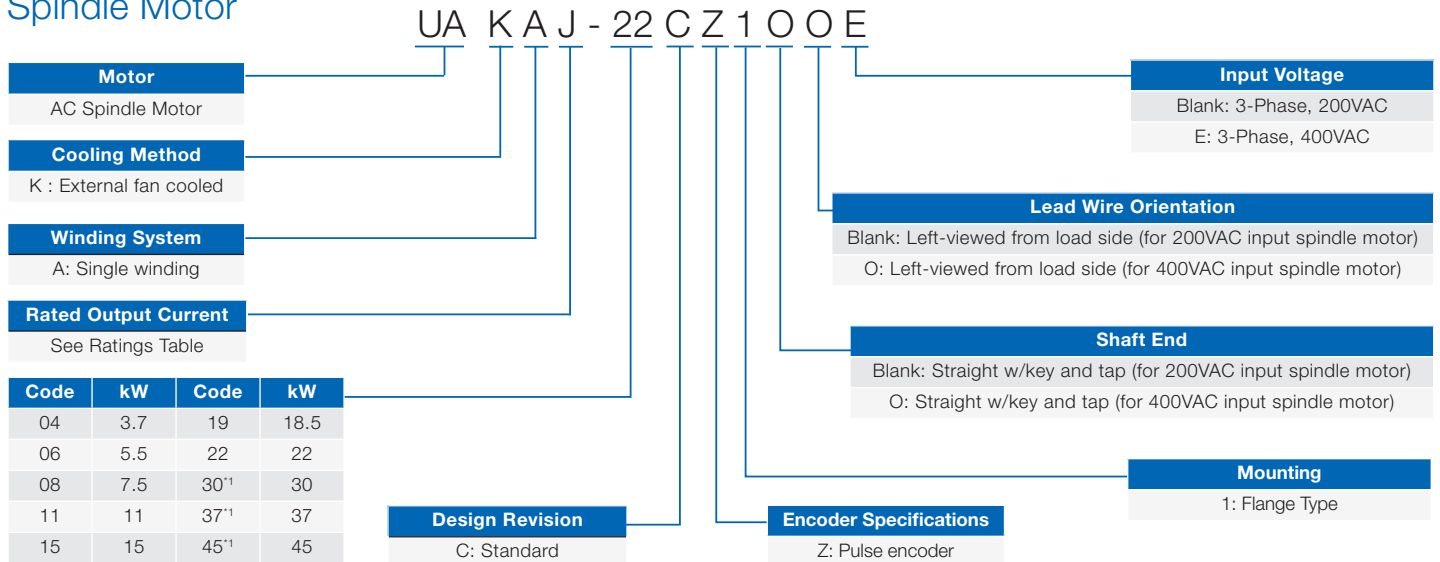 Spindle Motor
UA K A J - 22 C Z 1 O O E
Motor
AC Spindle Motor
Cooling Method
K : External fan cooled
Winding System
A: Single winding
Rated Output Current
See Ratings Table
Code kW Code kW
04 3.7 19 18.5
06 5.5 22 22
08 7.5 30*1 30
11 11 37*1 37
15 15 45*1 45
Design Revision
C: Standard
Encoder Specifications
Z: Pulse encoder
Mounting
1: Flange Type
Shaft End
Blank: Straight w/key and tap (for 200VAC input spindle motor)
O: Straight w/key and tap (for 400VAC input spindle motor)
Lead Wire Orientation
Blank: Left-viewed from load side (for 200VAC input spindle motor)
O: Left-viewed from load side (for 400VAC input spindle motor)
Input Voltage
Blank: 3-Phase, 200VAC
E: 3-Phase, 400VAC